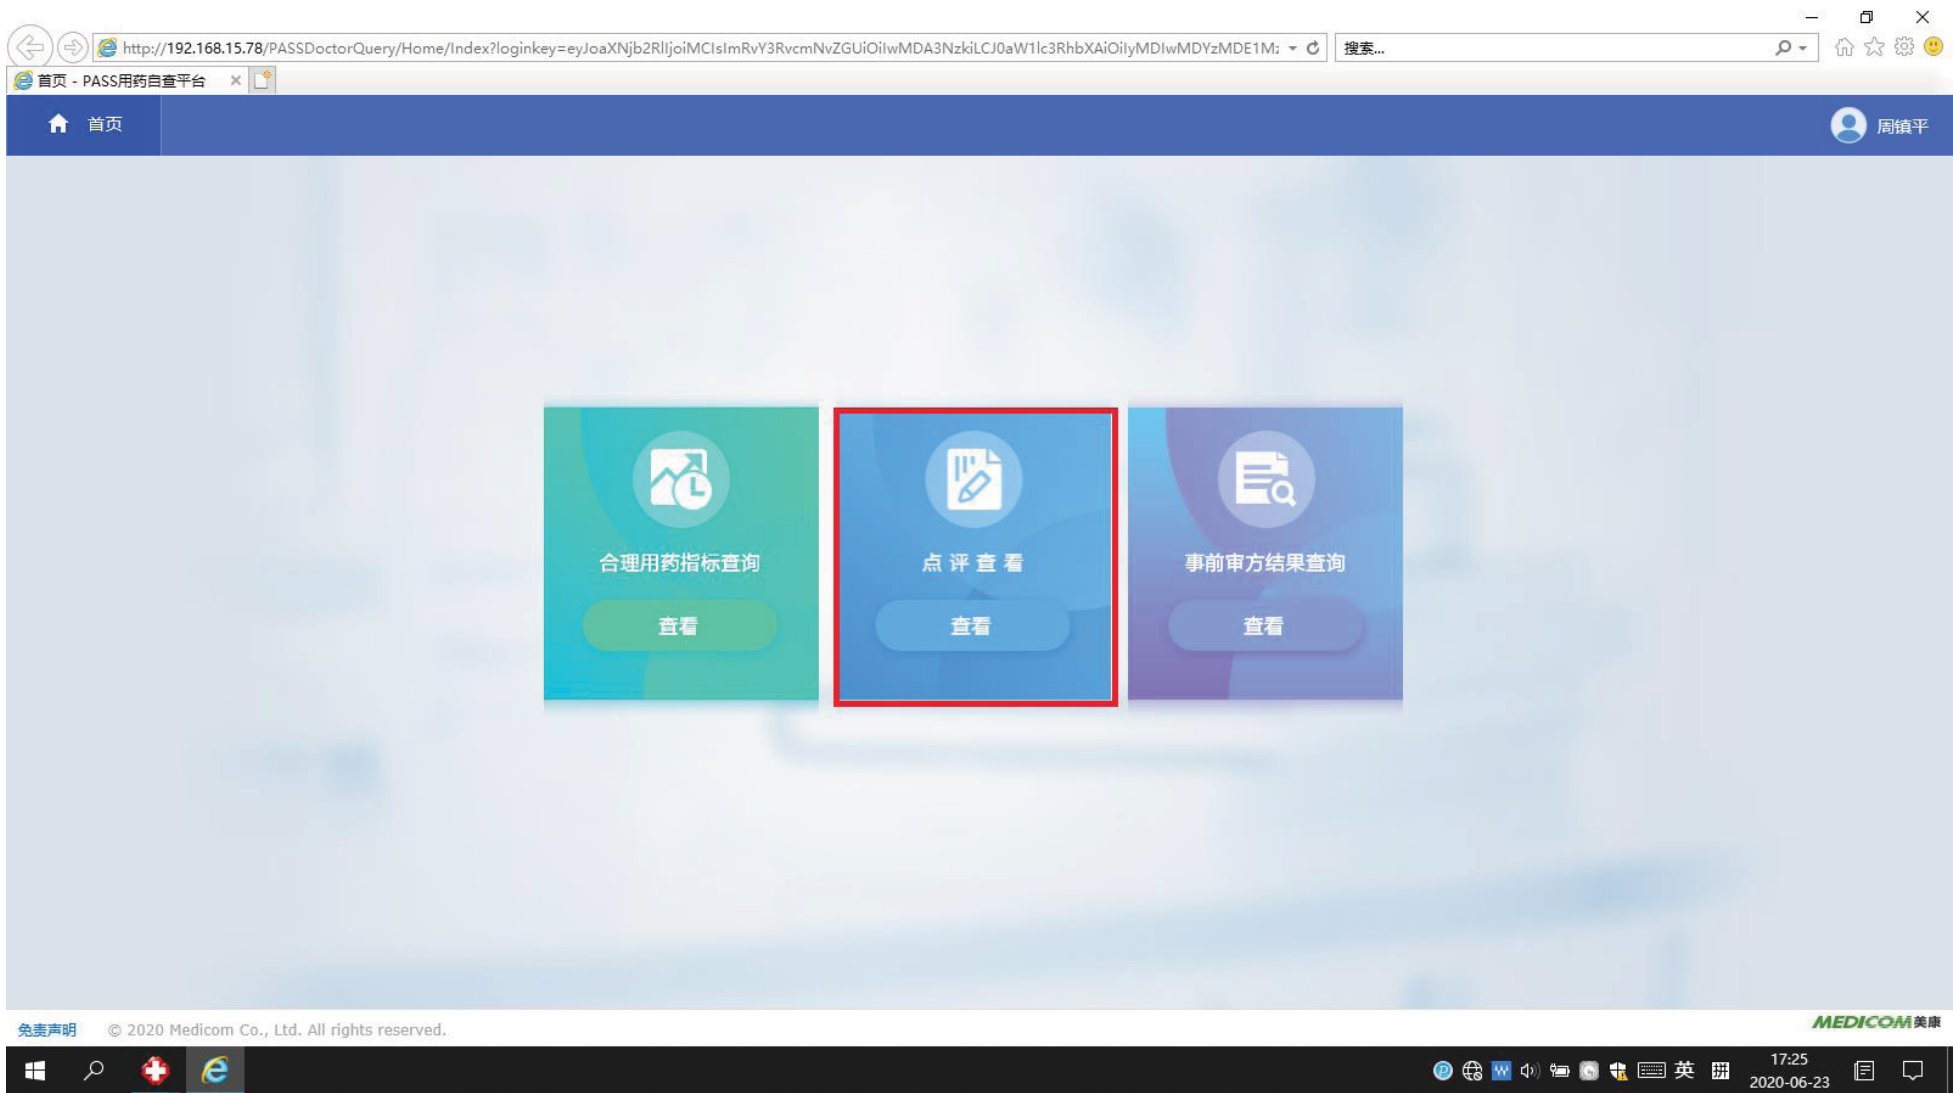 http://192.168.15.78/PASSDoctorQuery/Home/Index?loginkey=eyJoaXNjb2RlIjoiMCIsImRvY3RvcmNvZGUiOiIwMDA3NzkiLCJ0aW1lc3RhbXAiOiIyMDIwMDYzMDE1M:
搜索...
首页 - PASS用药自查平台
首页
周镇平
合理用药指标查询
点评查看
事前审方结果查询
查看
查看
查看
免责声明 © 2020 Medicom Co., Ltd. All rights reserved.
MEDICOM美康
英 拼
17:25
2020-06-23